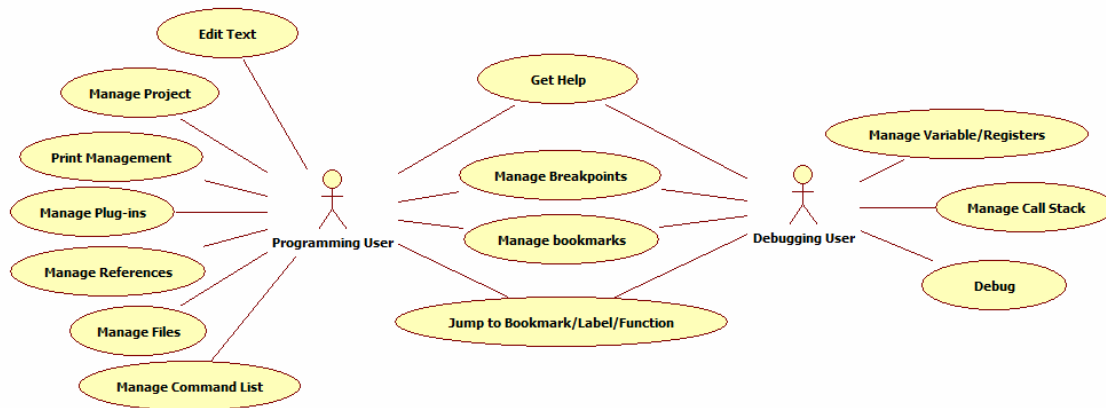 Edit Text
Get Help
Manage Project
Manage Variable/Registers
Print Management
Manage Breakpoints
Manage Plug-ins
Manage Call Stack
Manage bookmarks
Programming User
Debugging User
Manage References
Debug
Jump to Bookmark/Label/Function
Manage Files
Manage Command List